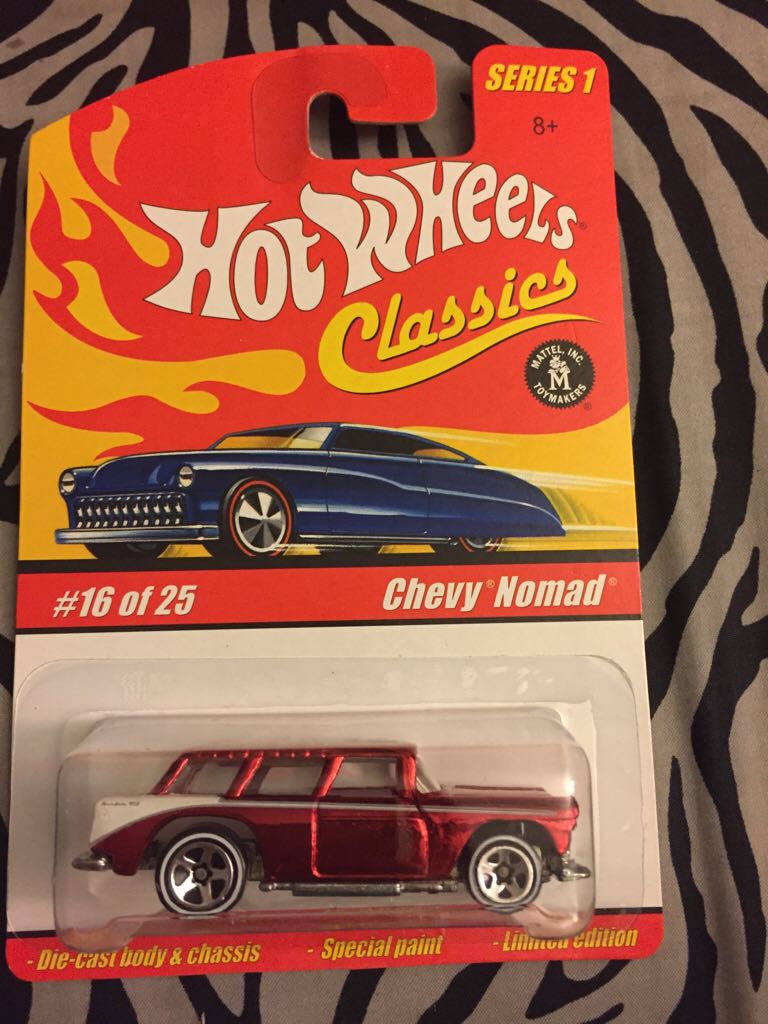 SERIES 1
8+
Hot Wheels®
Classics
MATTEL, INC.
M
TOYMAKERS
®
#16 of 25
Chevy® Nomad®
- Die-cast body & chassis - Special paint - Limited edition